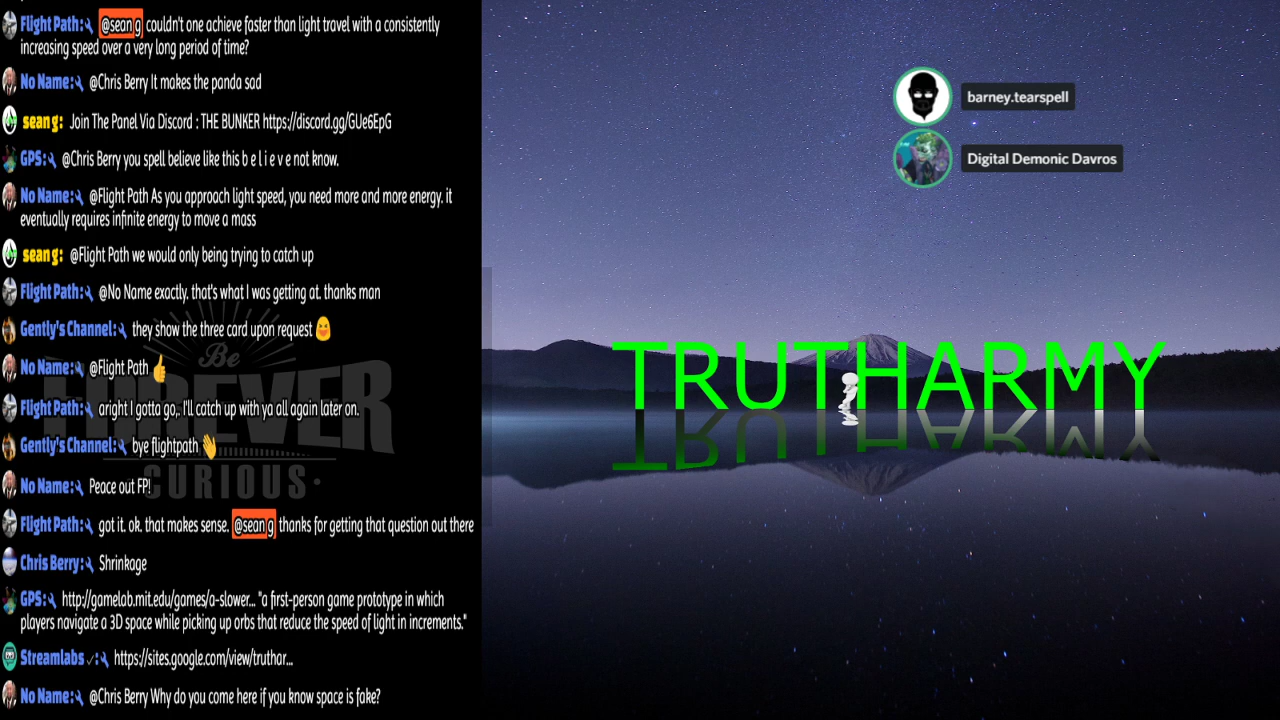 Flight Path: @sean g couldn't one achieve faster than light travel with a consistently
increasing speed over a very long period of time?
No Name: @Chris Berry It makes the panda sad
sean g: Join The Panel Via Discord : THE BUNKER https://discord.gg/GUe6EpG
GPS: @Chris Berry you spell believe like this b e l i e v e not know.
No Name: @Flight Path As you approach light speed, you need more and more energy. it
eventually requires infinite energy to move a mass
sean g: @Flight Path we would only being trying to catch up
Flight Path: @No Name exactly. that's what I was getting at. thanks man
Gently's Channel: they show the three card upon request 😝
No Name: @Flight Path 👍
Flight Path: aright I gotta go,. I'll catch up with ya all again later on.
Gently's Channel: bye flightpath 👋
No Name: Peace out FP!
Flight Path: got it. ok. that makes sense. @sean g thanks for getting that question out there
Chris Berry: Shrinkage
GPS: http://gamelab.mit.edu/games/a-slower... "a first-person game prototype in which
players navigate a 3D space while picking up orbs that reduce the speed of light in increments."
Streamlabs ✓: https://sites.google.com/view/truthar...
No Name: @Chris Berry Why do you come here if you know space is fake?
Be
FOREVER
CURIOUS
barney.tearspell
Digital Demonic Davros
TRUTHARMY